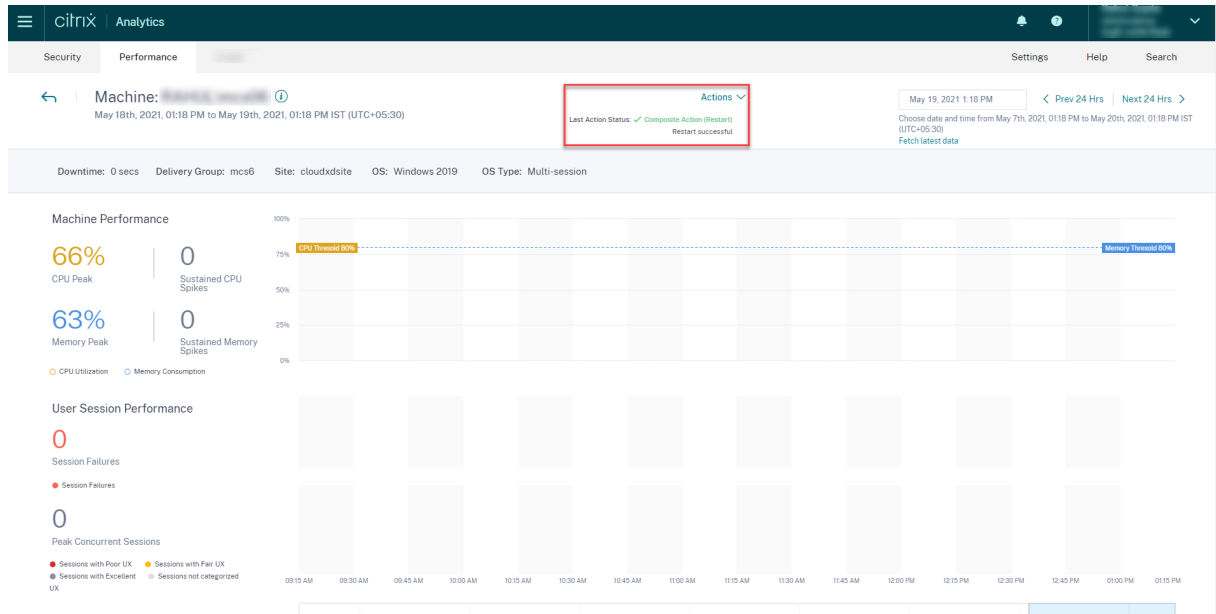 citrix | Analytics
Security Performance
Settings Help Search
Machine:
May 18th, 2021, 01:18 PM to May 19th, 2021, 01:18 PM IST (UTC+05:30)
Actions
Last Action Status: ✓ Composite Action (Restart)
Restart successful
May 19, 2021 1:18 PM
Prev 24 Hrs | Next 24 Hrs
Choose date and time from May 7th, 2021, 01:18 PM to May 20th, 2021, 01:18 PM IST
(UTC+05:30)
Fetch latest data
Downtime: 0 secs Delivery Group: mcs6 Site: cloudxdsite OS: Windows 2019 OS Type: Multi-session
Machine Performance
66%
CPU Peak
0
Sustained CPU
Spikes
63%
Memory Peak
0
Sustained Memory
Spikes
CPU Utilization Memory Consumption
100%
75%
50%
25%
0%
CPU Thresold 80%
Memory Thresold 80%
User Session Performance
0
Session Failures
Session Failures
0
Peak Concurrent Sessions
Sessions with Poor UX Sessions with Fair UX
Sessions with Excellent UX Sessions not categorized
09:15 AM 09:30 AM 09:45 AM 10:00 AM 10:15 AM 10:30 AM 10:45 AM 11:00 AM 11:15 AM 11:30 AM 11:45 AM 12:00 PM 12:15 PM 12:30 PM 12:45 PM 01:00 PM 01:15 PM